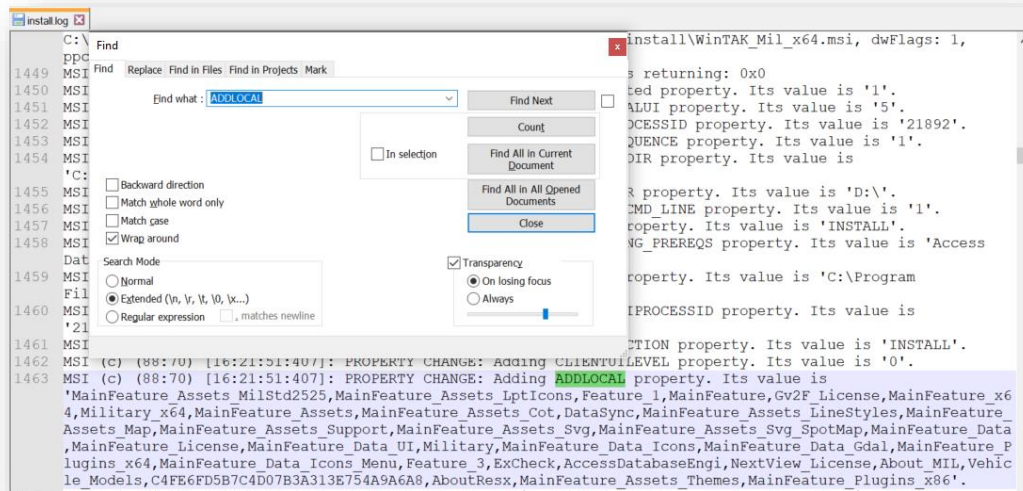 install.log
C:\
install\WinTAK_Mil_x64.msi, dwFlags: 1,
ppc
1449 MSI
s returning: 0x0
1450 MSI
ted property. Its value is '1'.
1451 MSI
ALUI property. Its value is '5'.
1452 MSI
OCESSID property. Its value is '21892'.
1453 MSI
QUENCE property. Its value is '1'.
1454 MSI
DIR property. Its value is
'C:
1455 MSI
R property. Its value is 'D:\'.
1456 MSI
CMD_LINE property. Its value is '1'.
1457 MSI
roperty. Its value is 'INSTALL'.
1458 MSI
NG_PREREQS property. Its value is 'Access
Dat
1459 MSI
roperty. Its value is 'C:\Program
Fil
1460 MSI
IPROCESSID property. Its value is
'21
1461 MSI
CTION property. Its value is 'INSTALL'.
1462 MSI (c) (88:70) [16:21:51:407]: PROPERTY CHANGE: Adding CLIENTUILEVEL property. Its value is '0'.
1463 MSI (c) (88:70) [16:21:51:407]: PROPERTY CHANGE: Adding ADDLOCAL property. Its value is
'MainFeature_Assets_MilStd2525,MainFeature_Assets_LptIcons,Feature_1,MainFeature,Gv2F_License,MainFeature_x6
4,Military_x64,MainFeature_Assets,MainFeature_Assets_Cot,DataSync,MainFeature_Assets_LineStyles,MainFeature_
Assets_Map,MainFeature_Assets_Support,MainFeature_Assets_Svg,MainFeature_Assets_Svg_SpotMap,MainFeature_Data
,MainFeature_License,MainFeature_Data_UI,Military,MainFeature_Data_Icons,MainFeature_Data_Gdal,MainFeature_P
lugins_x64,MainFeature_Data_Icons_Menu,Feature_3,ExCheck,AccessDatabaseEngi,NextView_License,About_MIL,Vehic
le_Models,C4FE6FD5B7C4D07B3A313E754A9A6A8,AboutResx,MainFeature_Assets_Themes,MainFeature_Plugins_x86'.
Find
x
Find Replace Find in Files Find in Projects Mark
Find what : ADDLOCAL
Find Next
Count
In selection
Find All in Current
Document
Find All in All Opened
Documents
Close
Backward direction
Match whole word only
Match case
Wrap around
Search Mode
Normal
Extended (\n, \r, \t, \0, \x...)
Regular expression . matches newline
Transparency
On losing focus
Always